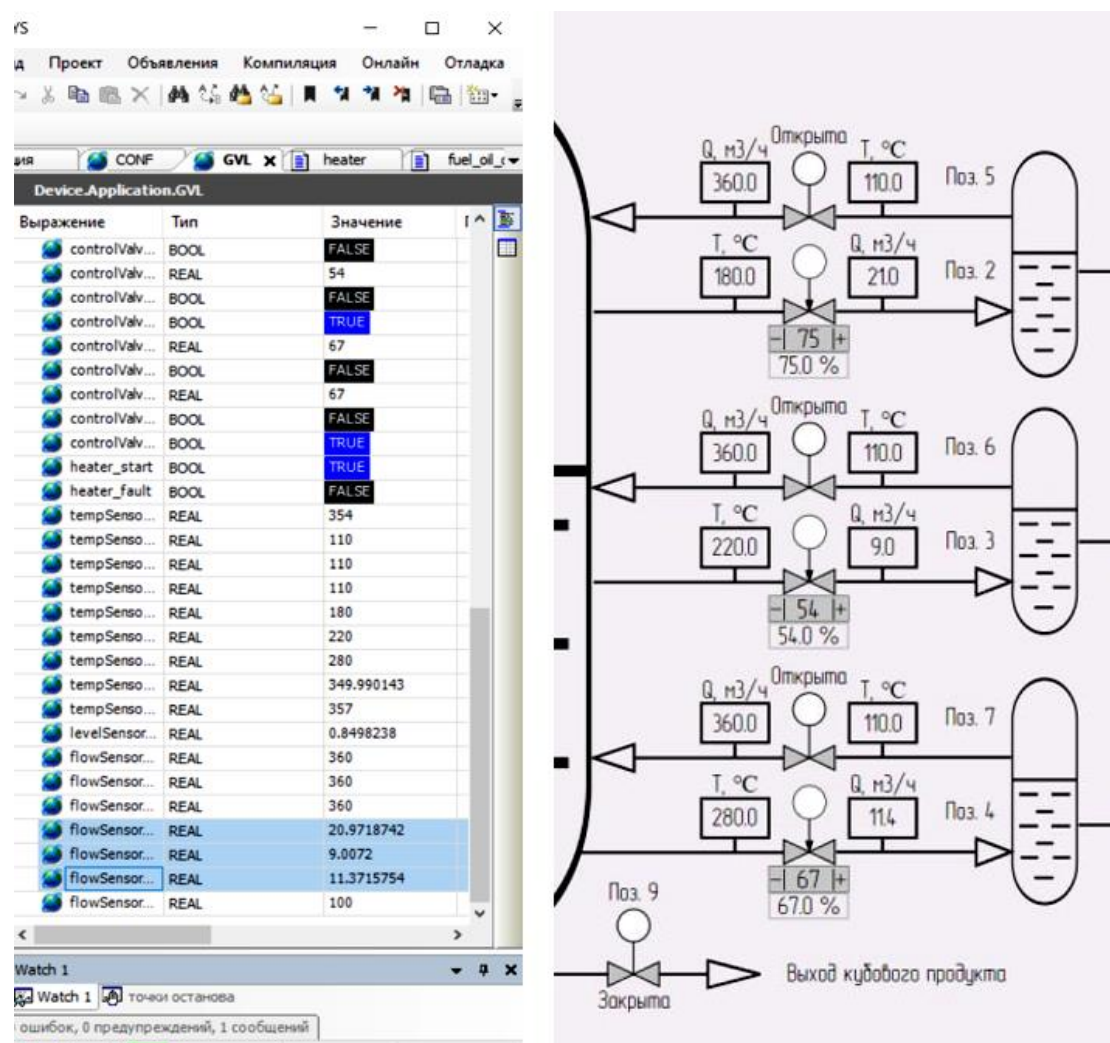 YS
Проект Объявления Компиляция Онлайн Отладка
ция CONF GVL heater fuel_oil_c
Device.Application.GVL
Выражение Тип Значение
controlValv... BOOL FALSE
controlValv... REAL 54
controlValv... BOOL FALSE
controlValv... BOOL TRUE
controlValv... REAL 67
controlValv... BOOL FALSE
controlValv... REAL 67
controlValv... BOOL FALSE
controlValv... BOOL TRUE
heater_start BOOL TRUE
heater_fault BOOL FALSE
tempSenso... REAL 354
tempSenso... REAL 110
tempSenso... REAL 110
tempSenso... REAL 110
tempSenso... REAL 180
tempSenso... REAL 220
tempSenso... REAL 280
tempSenso... REAL 349.990143
tempSenso... REAL 357
levelSensor... REAL 0.8498238
flowSensor... REAL 360
flowSensor... REAL 360
flowSensor... REAL 360
flowSensor... REAL 20.9718742
flowSensor... REAL 9.0072
flowSensor... REAL 11.3715754
flowSensor... REAL 100
Watch 1
Watch 1 точки останова
ошибок, 0 предупреждений, 1 сообщений
Q, м3/ч Открыта T, °C
360.0 110.0 Поз. 5
T, °C Q, м3/ч
180.0 21.0 Поз. 2
-| 75 |+
75.0 %
Q, м3/ч Открыта T, °C
360.0 110.0 Поз. 6
T, °C Q, м3/ч
220.0 9.0 Поз. 3
-| 54 |+
54.0 %
Q, м3/ч Открыта T, °C
360.0 110.0 Поз. 7
T, °C Q, м3/ч
280.0 11.4 Поз. 4
-| 67 |+
67.0 %
Поз. 9
Выход кубового продукта
Закрыта